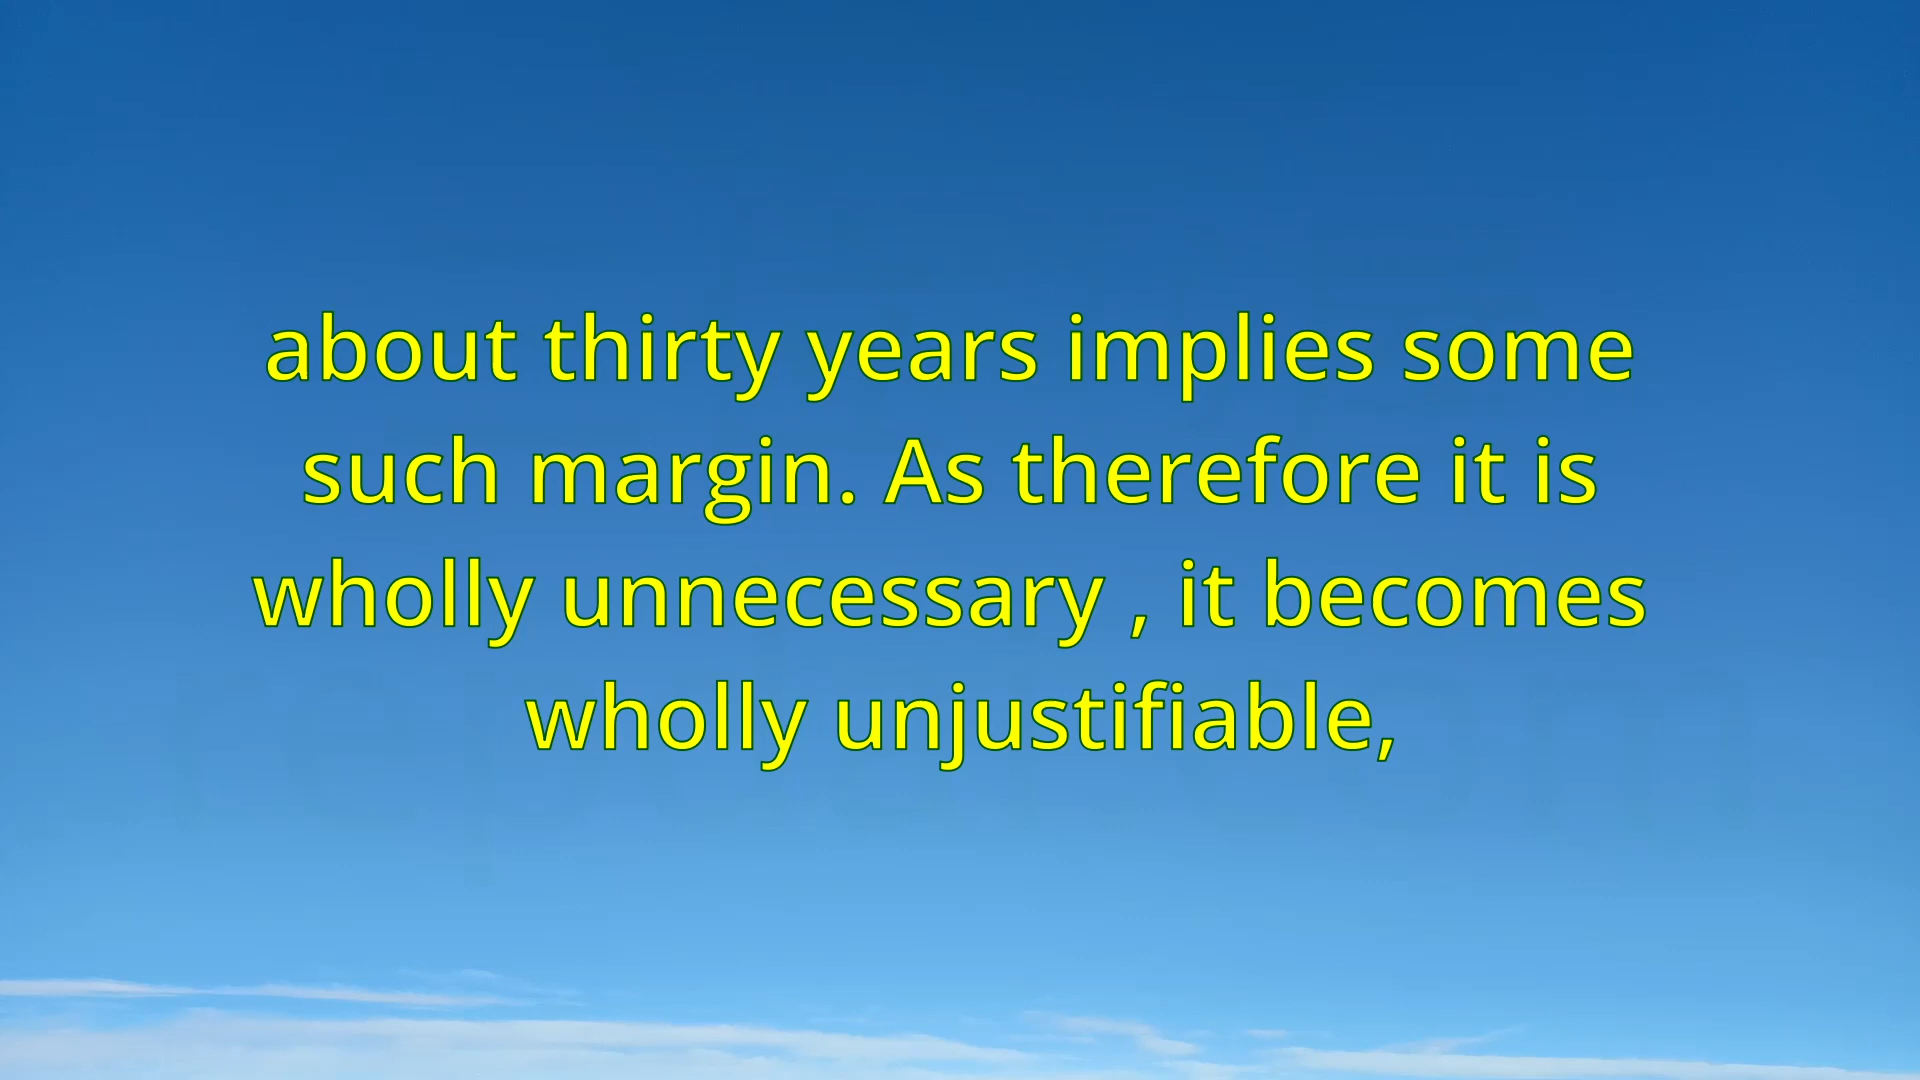 about thirty years implies some
such margin. As therefore it is
wholly unnecessary , it becomes
wholly unjustifiable,